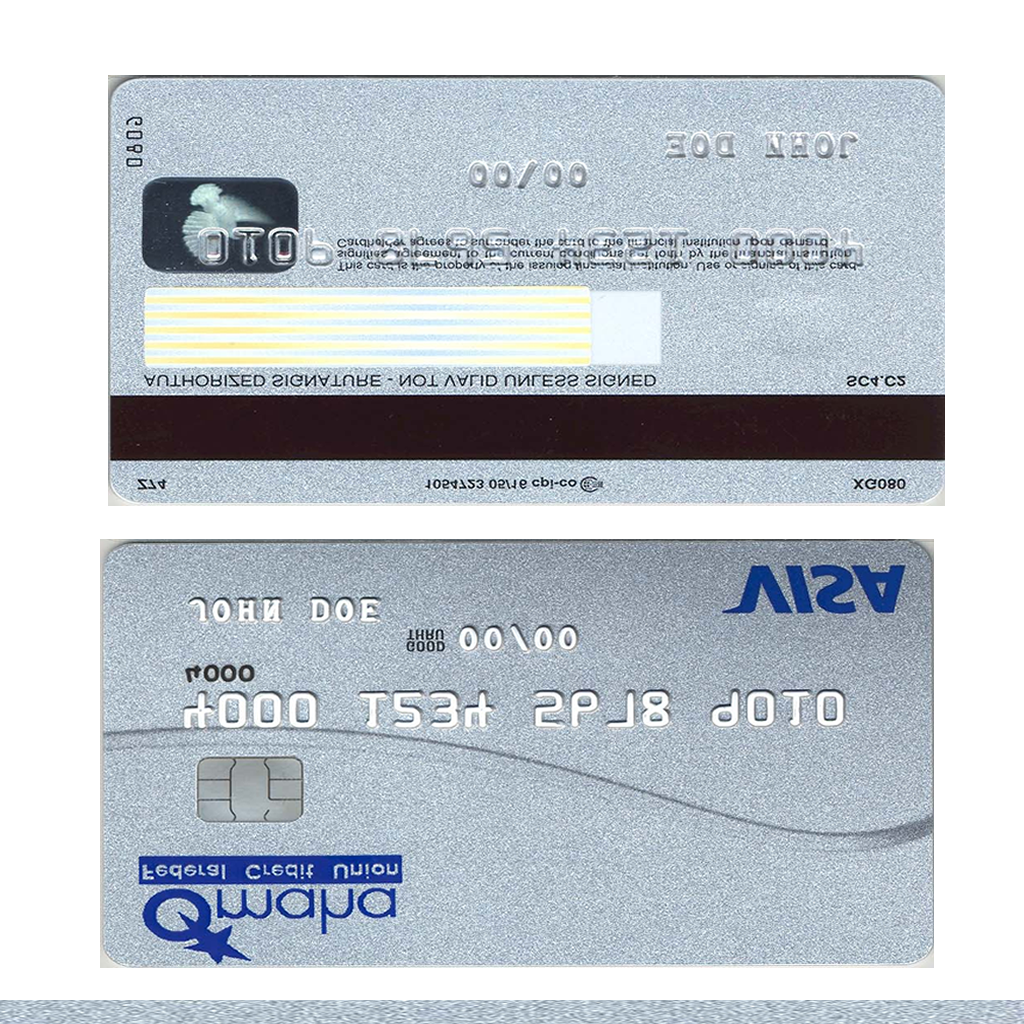 Omaha
Federal Credit Union
4000 1234 5678 9010
4000
GOOD THRU 00/00
JOHN DOE
VISA
Z74 1054723 05/16 cpi-co XG080
AUTHORIZED SIGNATURE - NOT VALID UNLESS SIGNED SC4.C2
This card is the property of the issuing financial institution. Use or signing of this card
signifies agreement to the current conditions set forth by the financial institution.
Cardholder agrees to surrender the card to the financial institution upon demand
4000 1234 5678 9010
00/00
JOHN DOE
G080